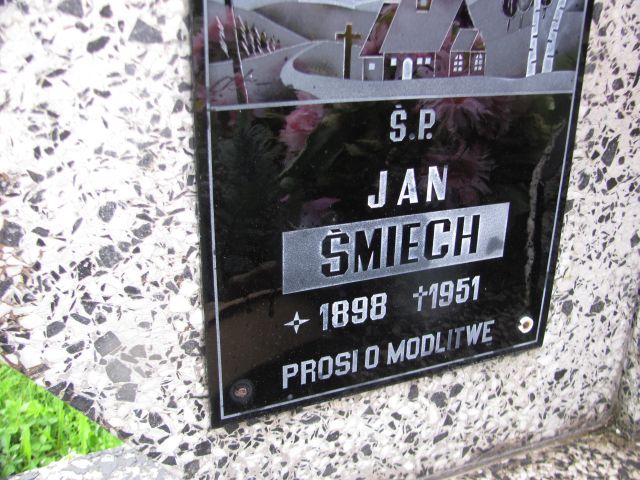 Ś.P.
JAN
ŚMIECH
1898 †1951
PROSI O MODLITWE